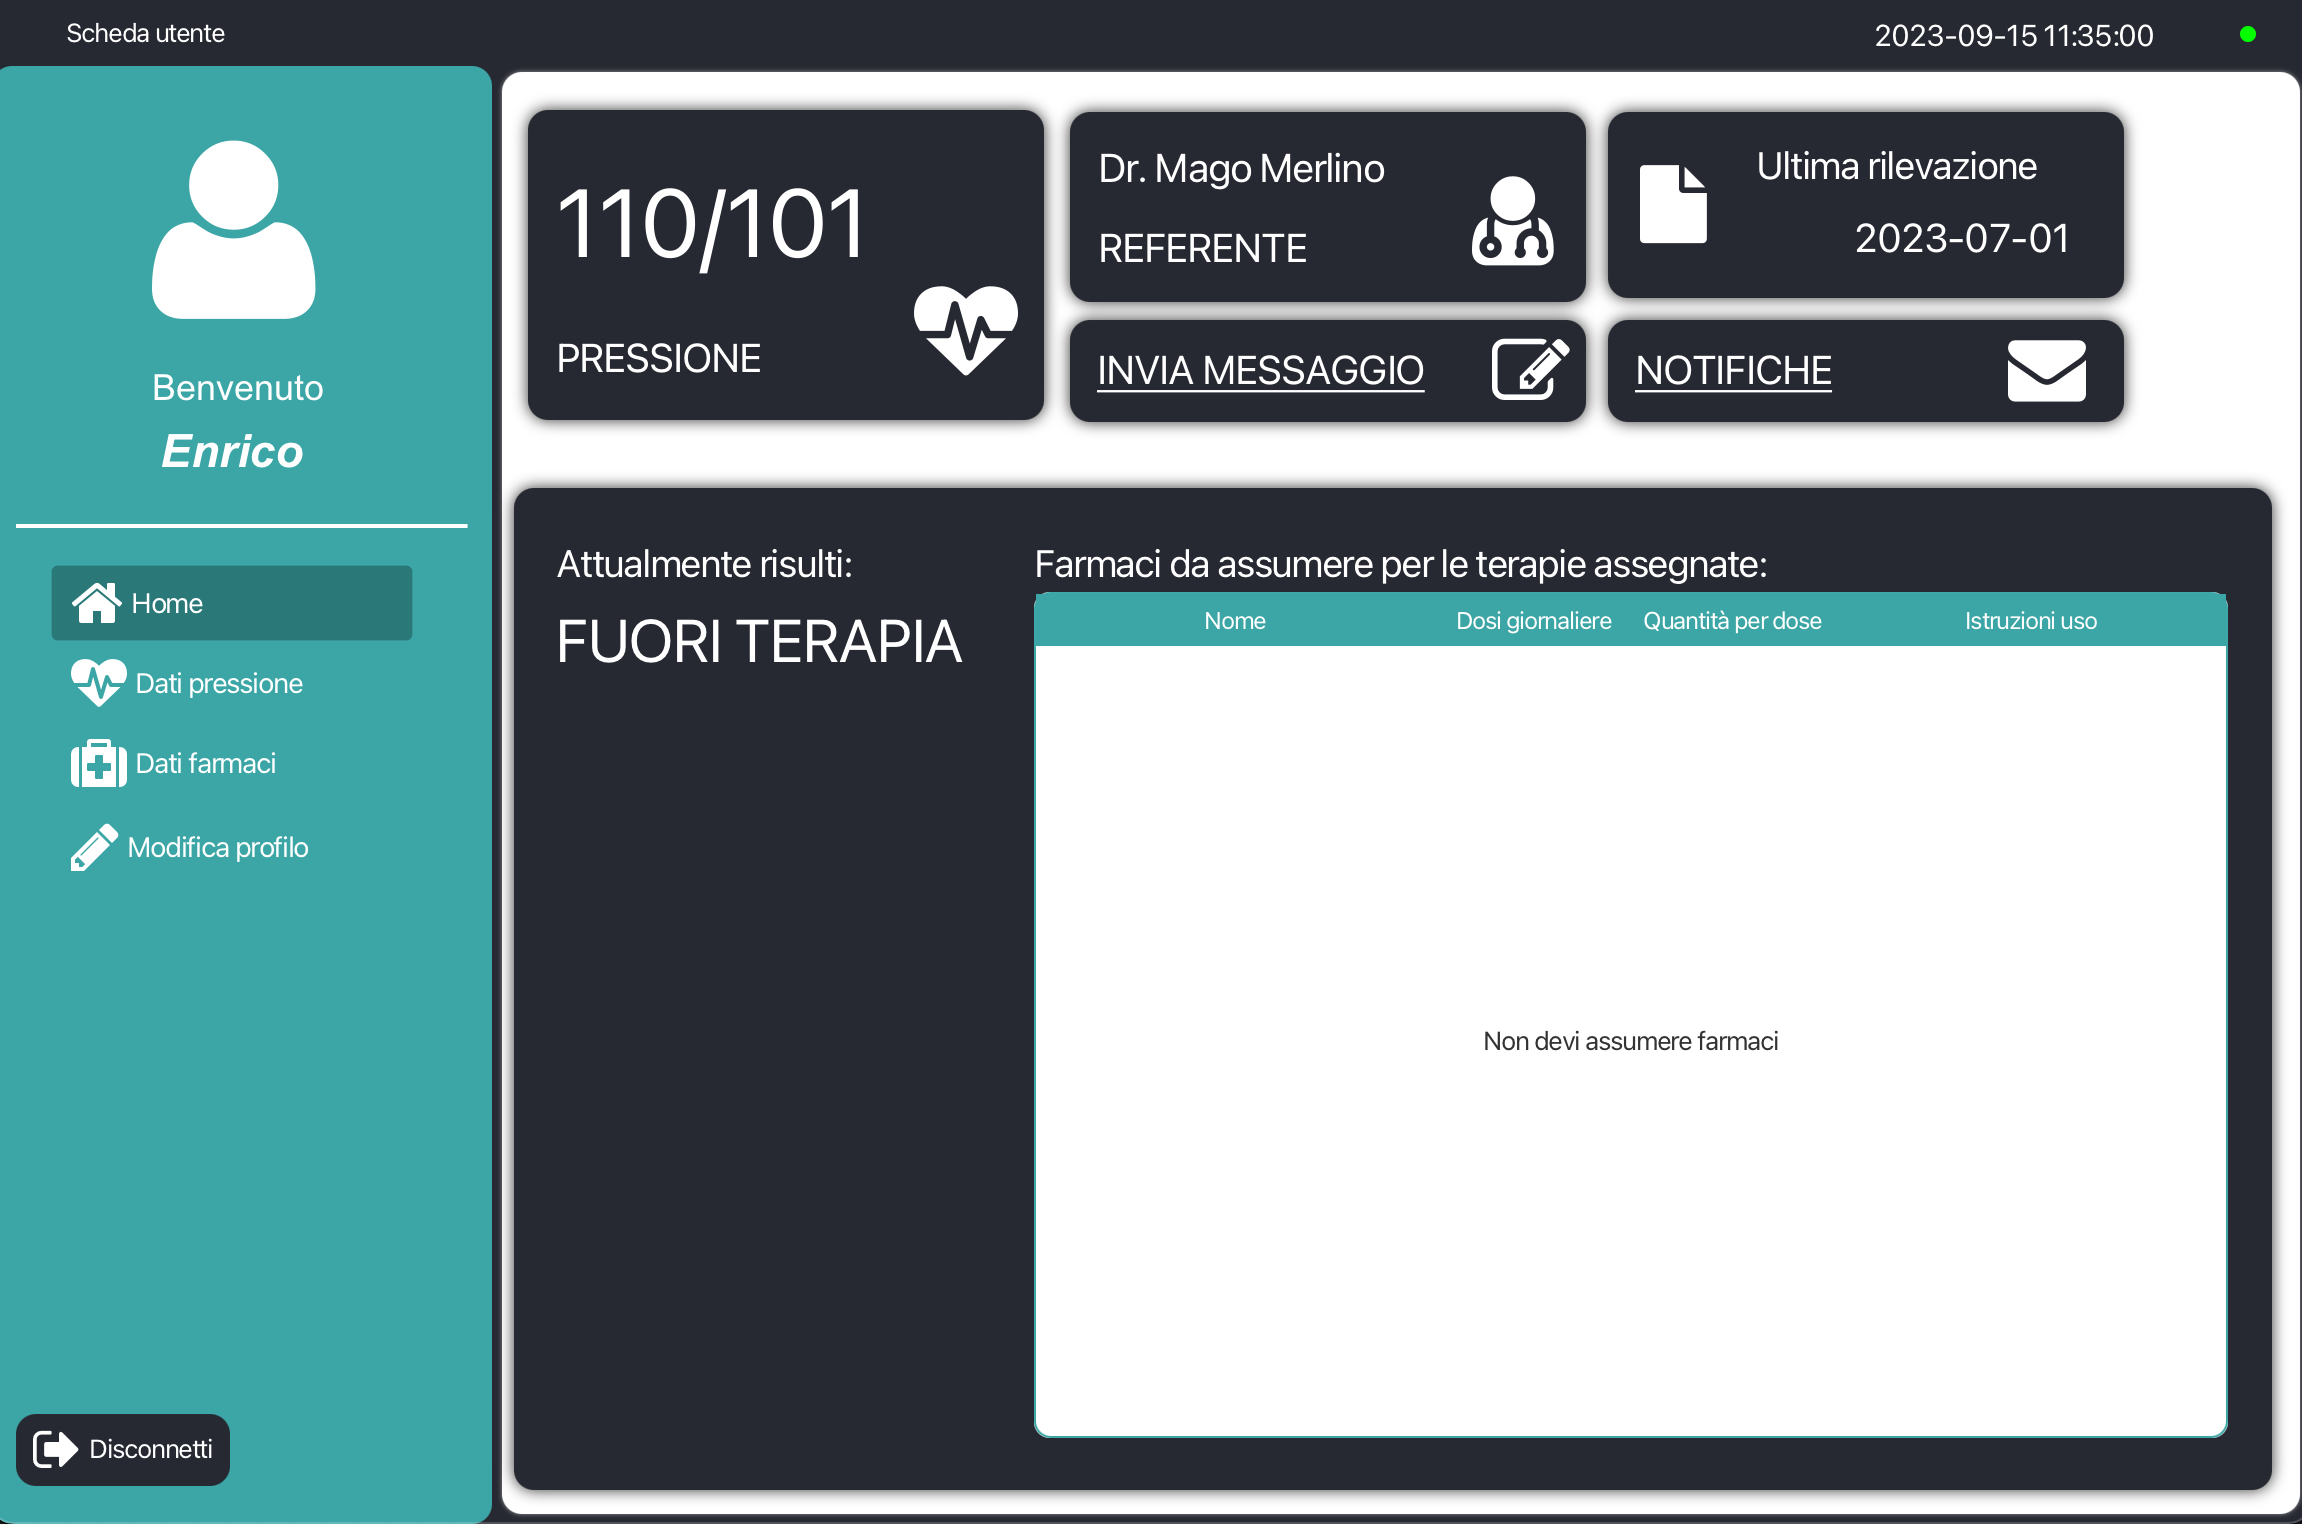 Scheda utente
2023-09-15 11:35:00
Benvenuto
Enrico
Home
Dati pressione
Dati farmaci
Modifica profilo
Disconnetti
110/101
PRESSIONE
Dr. Mago Merlino
REFERENTE
Ultima rilevazione
2023-07-01
INVIA MESSAGGIO
NOTIFICHE
Attualmente risulti:
FUORI TERAPIA
Farmaci da assumere per le terapie assegnate:
Nome Dosi giornaliere Quantità per dose Istruzioni uso
Non devi assumere farmaci